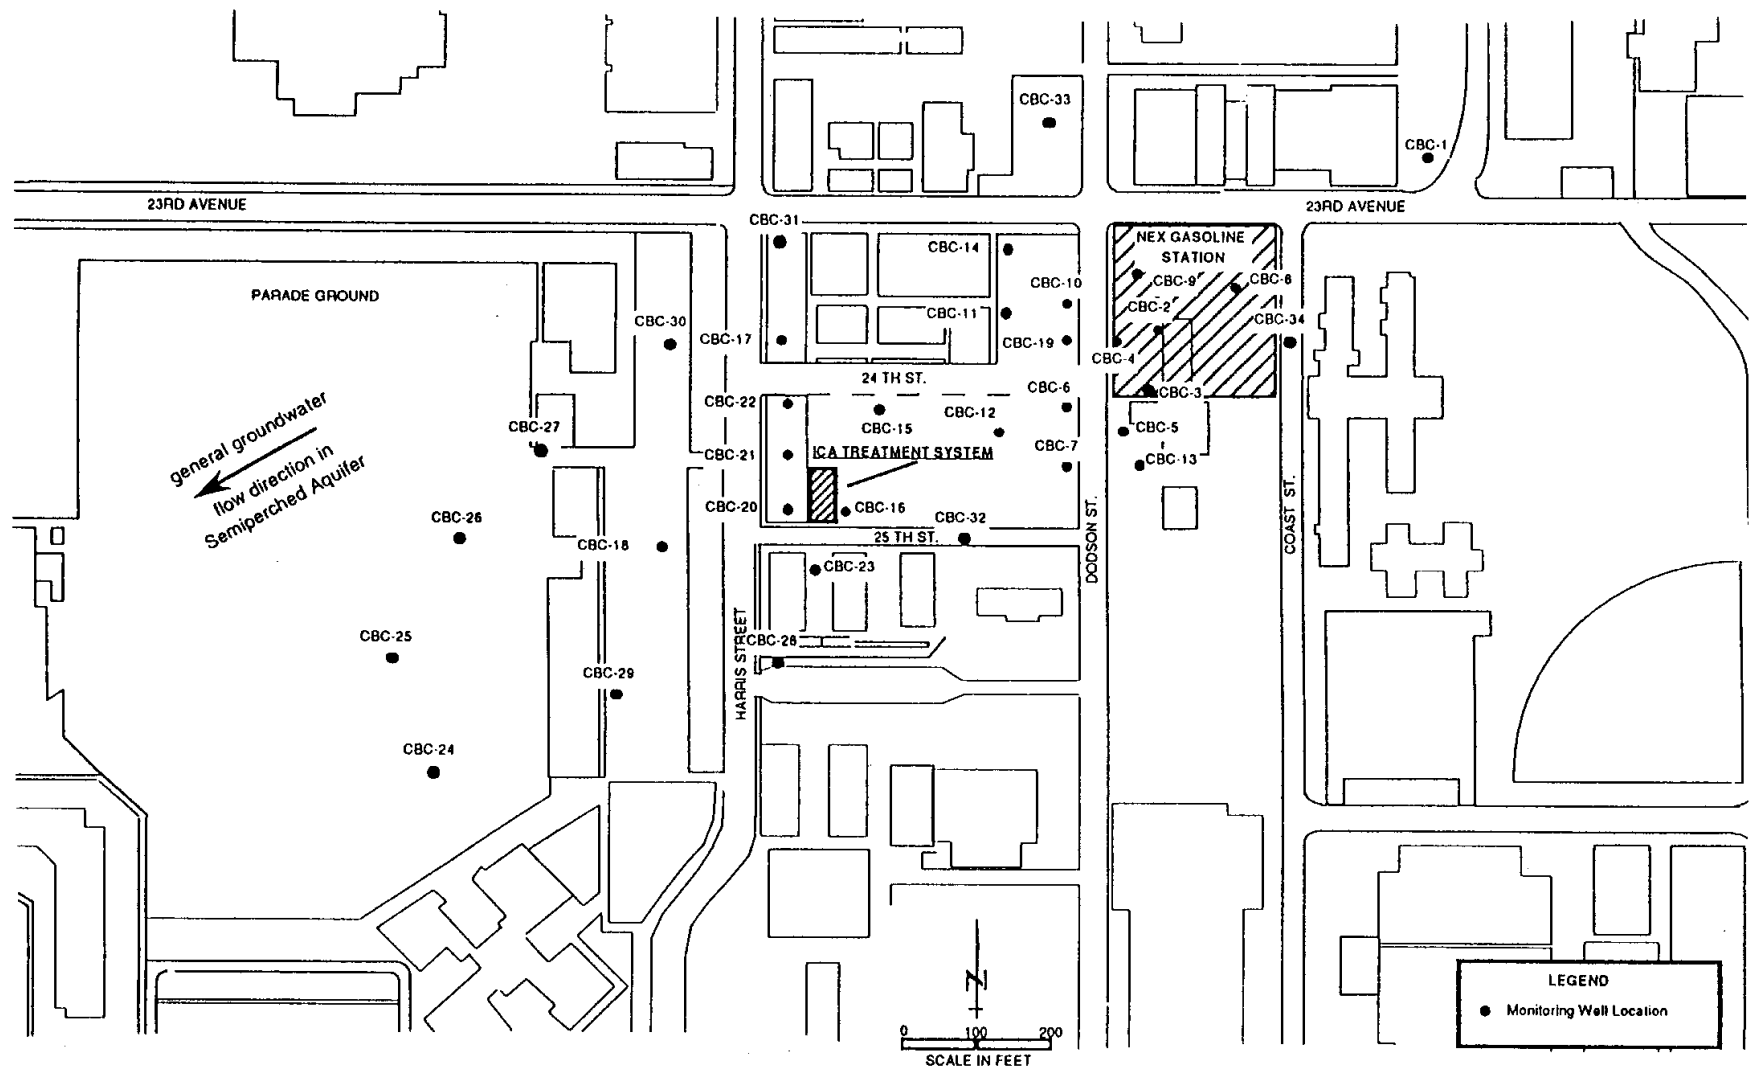 CBC-33
CBC-1
23RD AVENUE
23RD AVENUE
CBC-31
CBC-14
NEX GASOLINE
STATION
CBC-10
CBC-9
CBC-8
PARADE GROUND
CBC-2
CBC-11
CBC-34
CBC-30
CBC-17
CBC-19
CBC-4
24 TH ST.
CBC-6
CBC-3
CBC-22
CBC-12
CBC-15
CBC-5
CBC-27
general groundwater
flow direction in
Semiperched Aquifer
CBC-7
CBC-21
ICA TREATMENT SYSTEM
CBC-13
CBC-20
CBC-16
CBC-32
CBC-26
25 TH ST.
CBC-18
DODSON ST.
COAST ST.
CBC-23
CBC-25
HARRIS STREET
CBC-28
CBC-29
CBC-24
N
0 100 200
SCALE IN FEET
LEGEND
Monitoring Well Location